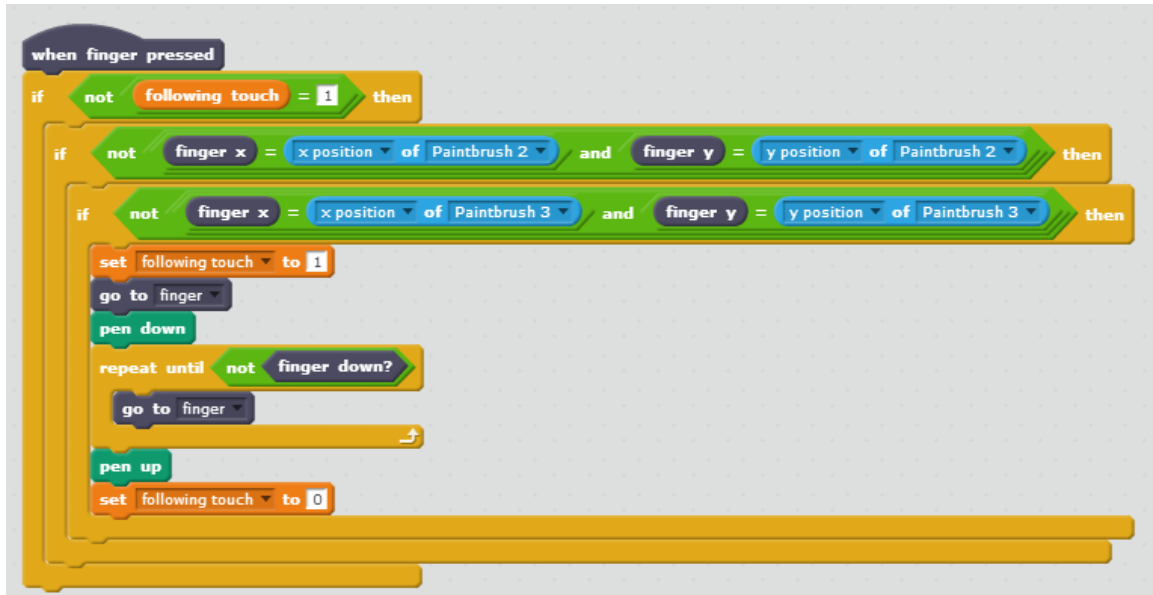 when finger pressed
if not following touch = 1 then
if not finger x = x position of Paintbrush 2 and finger y = y position of Paintbrush 2 then
if not finger x = x position of Paintbrush 3 and finger y = y position of Paintbrush 3 then
set following touch to 1
go to finger
pen down
repeat until not finger down?
go to finger
pen up
set following touch to 0